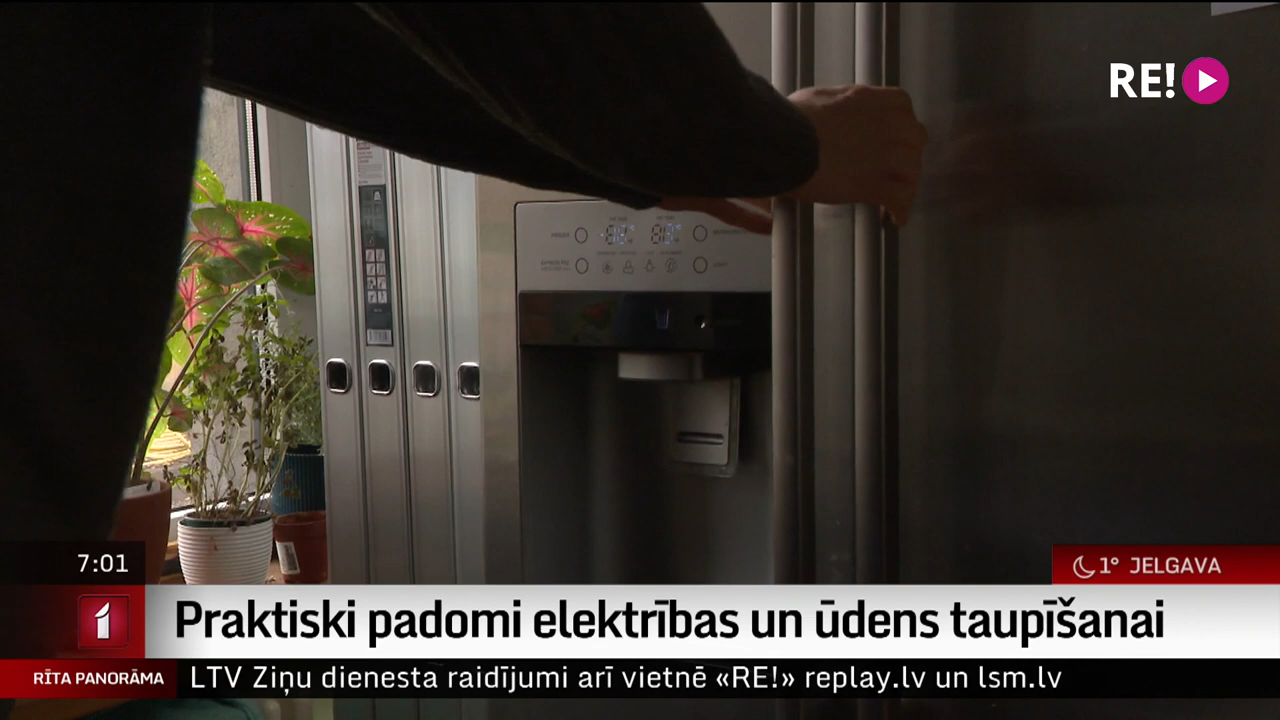 RE!
7:01
1° JELGAVA
1
Praktiski padomi elektrības un ūdens taupīšanai
RĪTA PANORĀMA
LTV Ziņu dienesta raidījumi arī vietnē «RE!» replay.lv un lsm.lv